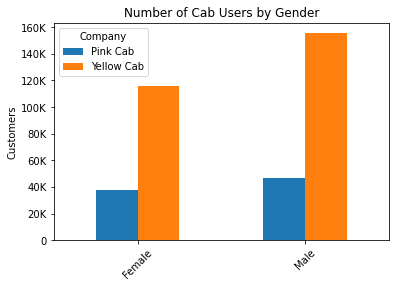 Number of Cab Users by Gender
Company
Pink Cab
Yellow Cab
160K
140K
120K
100K
80K
60K
40K
20K
0
Customers
Female
Male